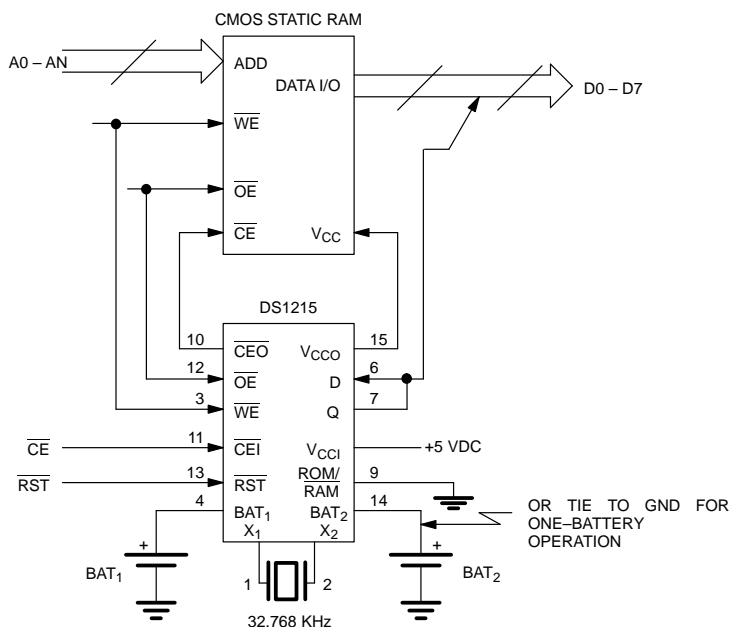 CMOS STATIC RAM
A0 – AN
ADD
DATA I/O
D0 – D7
WE
OE
CE
VCC
DS1215
10
CEO
VCCO
15
12
OE
D
6
3
WE
Q
7
CE
11
CEI
VCCI
+5 VDC
RST
13
RST
ROM/
RAM
9
4
BAT1
BAT2
14
X1
X2
OR TIE TO GND FOR
ONE–BATTERY
OPERATION
+
BAT1
1
2
+
BAT2
32.768 KHz